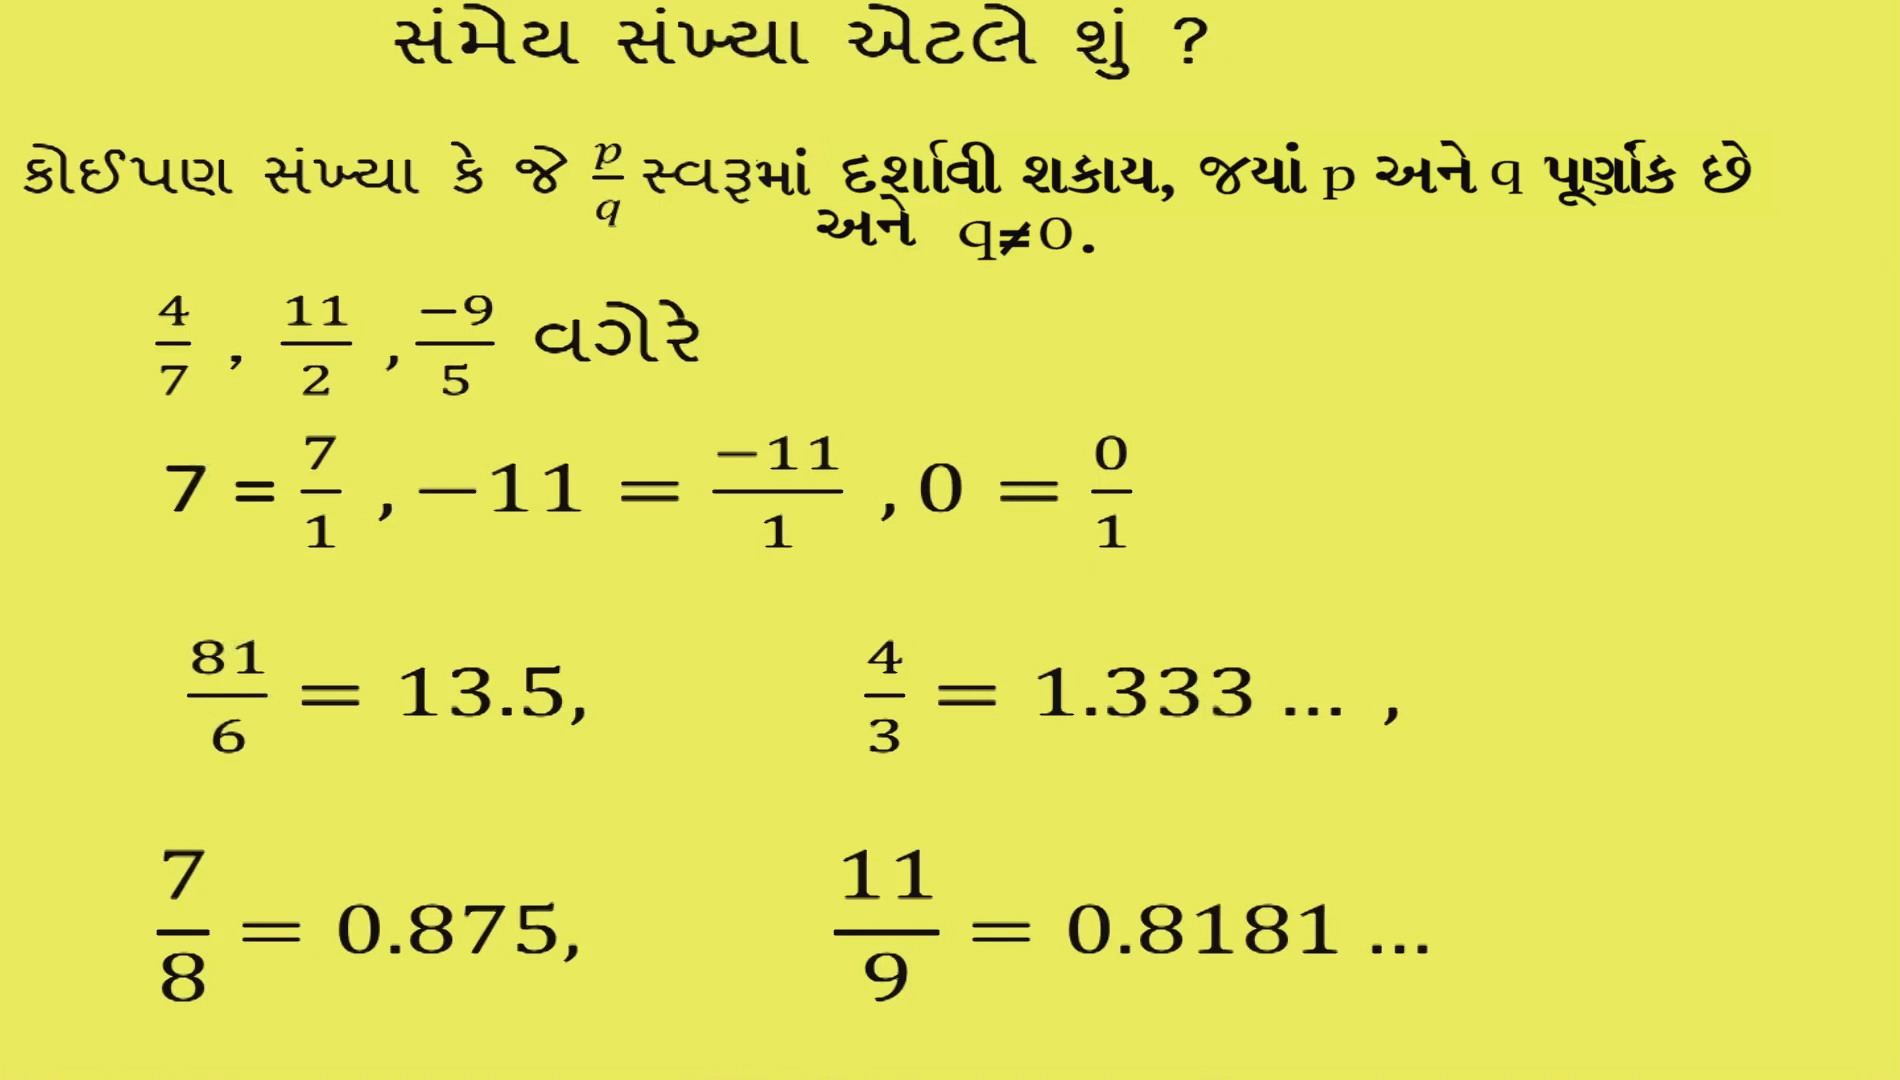 સંમેય સંખ્યા એટલે શું ?
કોઈપણ સંખ્યા કે જે p/q સ્વરૂમાં દર્શાવી શકાય, જયાં p અને q પૂર્ણાંક છે
અને q≠0.
4/7 , 11/2 , −9/5 વગેરે
7 = 7/1 , −11 = −11/1 , 0 = 0/1
81/6 = 13.5, 4/3 = 1.333 … ,
7/8 = 0.875, 11/9 = 0.8181 …